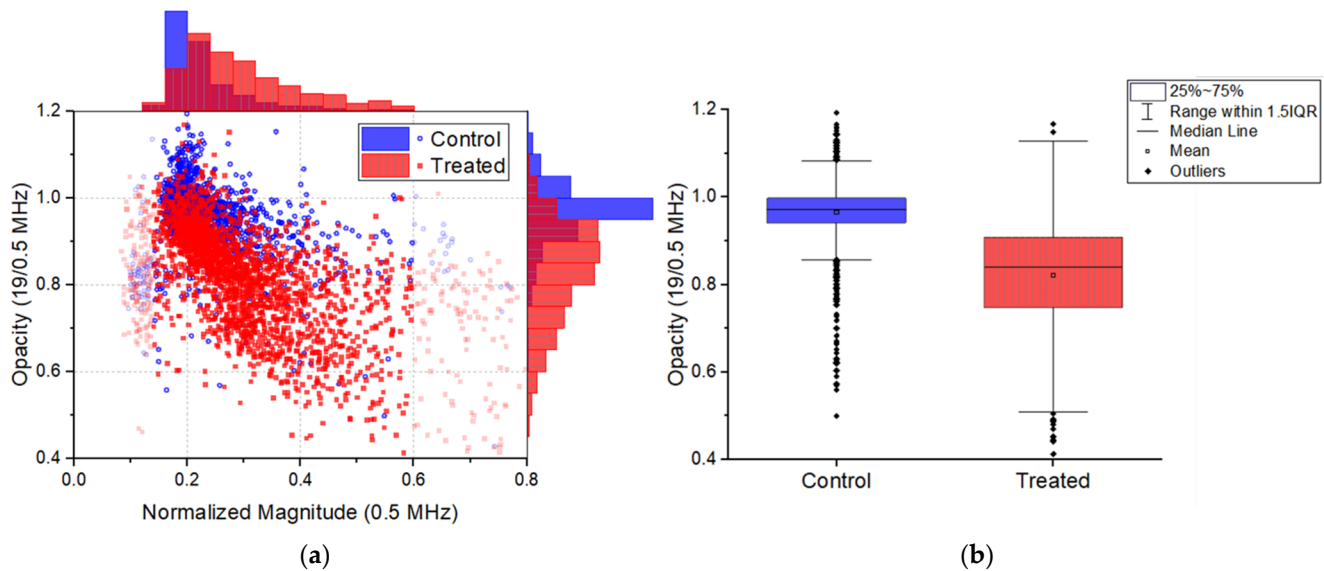 1.2
1.0
0.8
0.6
0.4
Opacity (19/0.5 MHz)
Control
Treated
0.0
0.2
0.4
0.6
0.8
Normalized Magnitude (0.5 MHz)
(a)
1.2
1.0
0.8
0.6
0.4
Opacity (19/0.5 MHz)
25%~75%
Range within 1.5IQR
Median Line
Mean
Outliers
Control
Treated
(b)